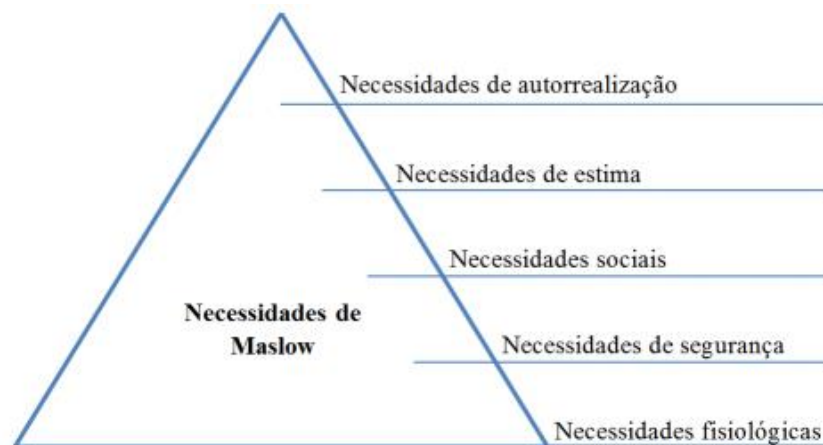 Necessidades de autorrealização
Necessidades de estima
Necessidades sociais
Necessidades de
Maslow
Necessidades de segurança
Necessidades fisiológicas